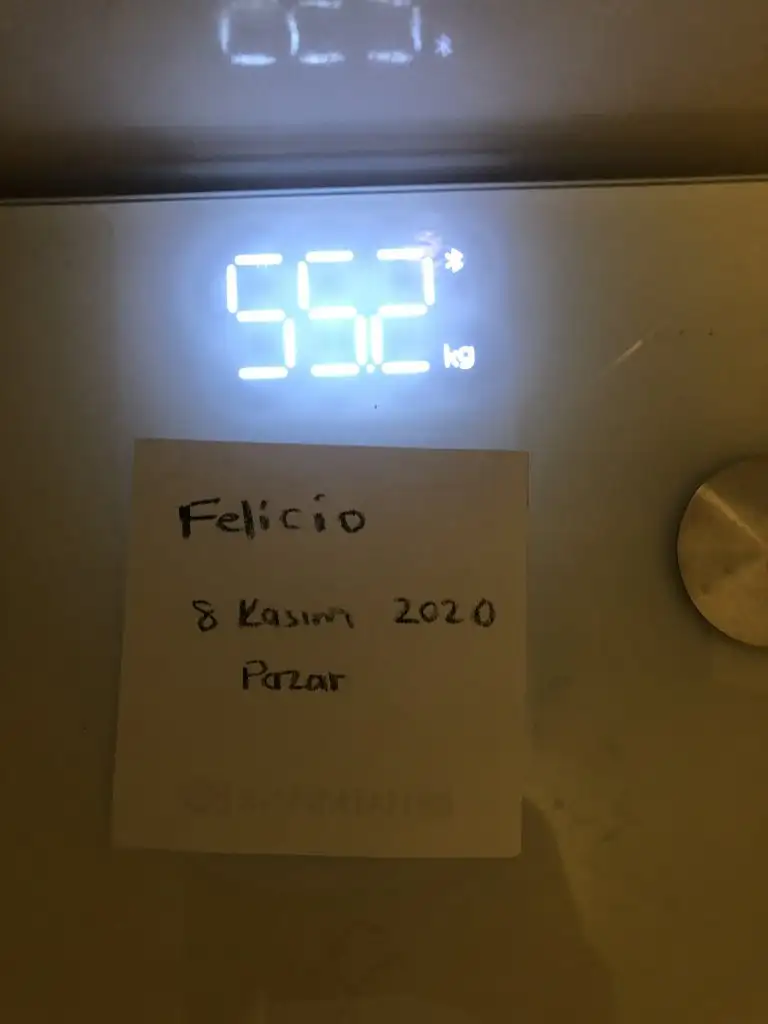 55.2
kg
Felicio
8 Kasım 2020
Pazar